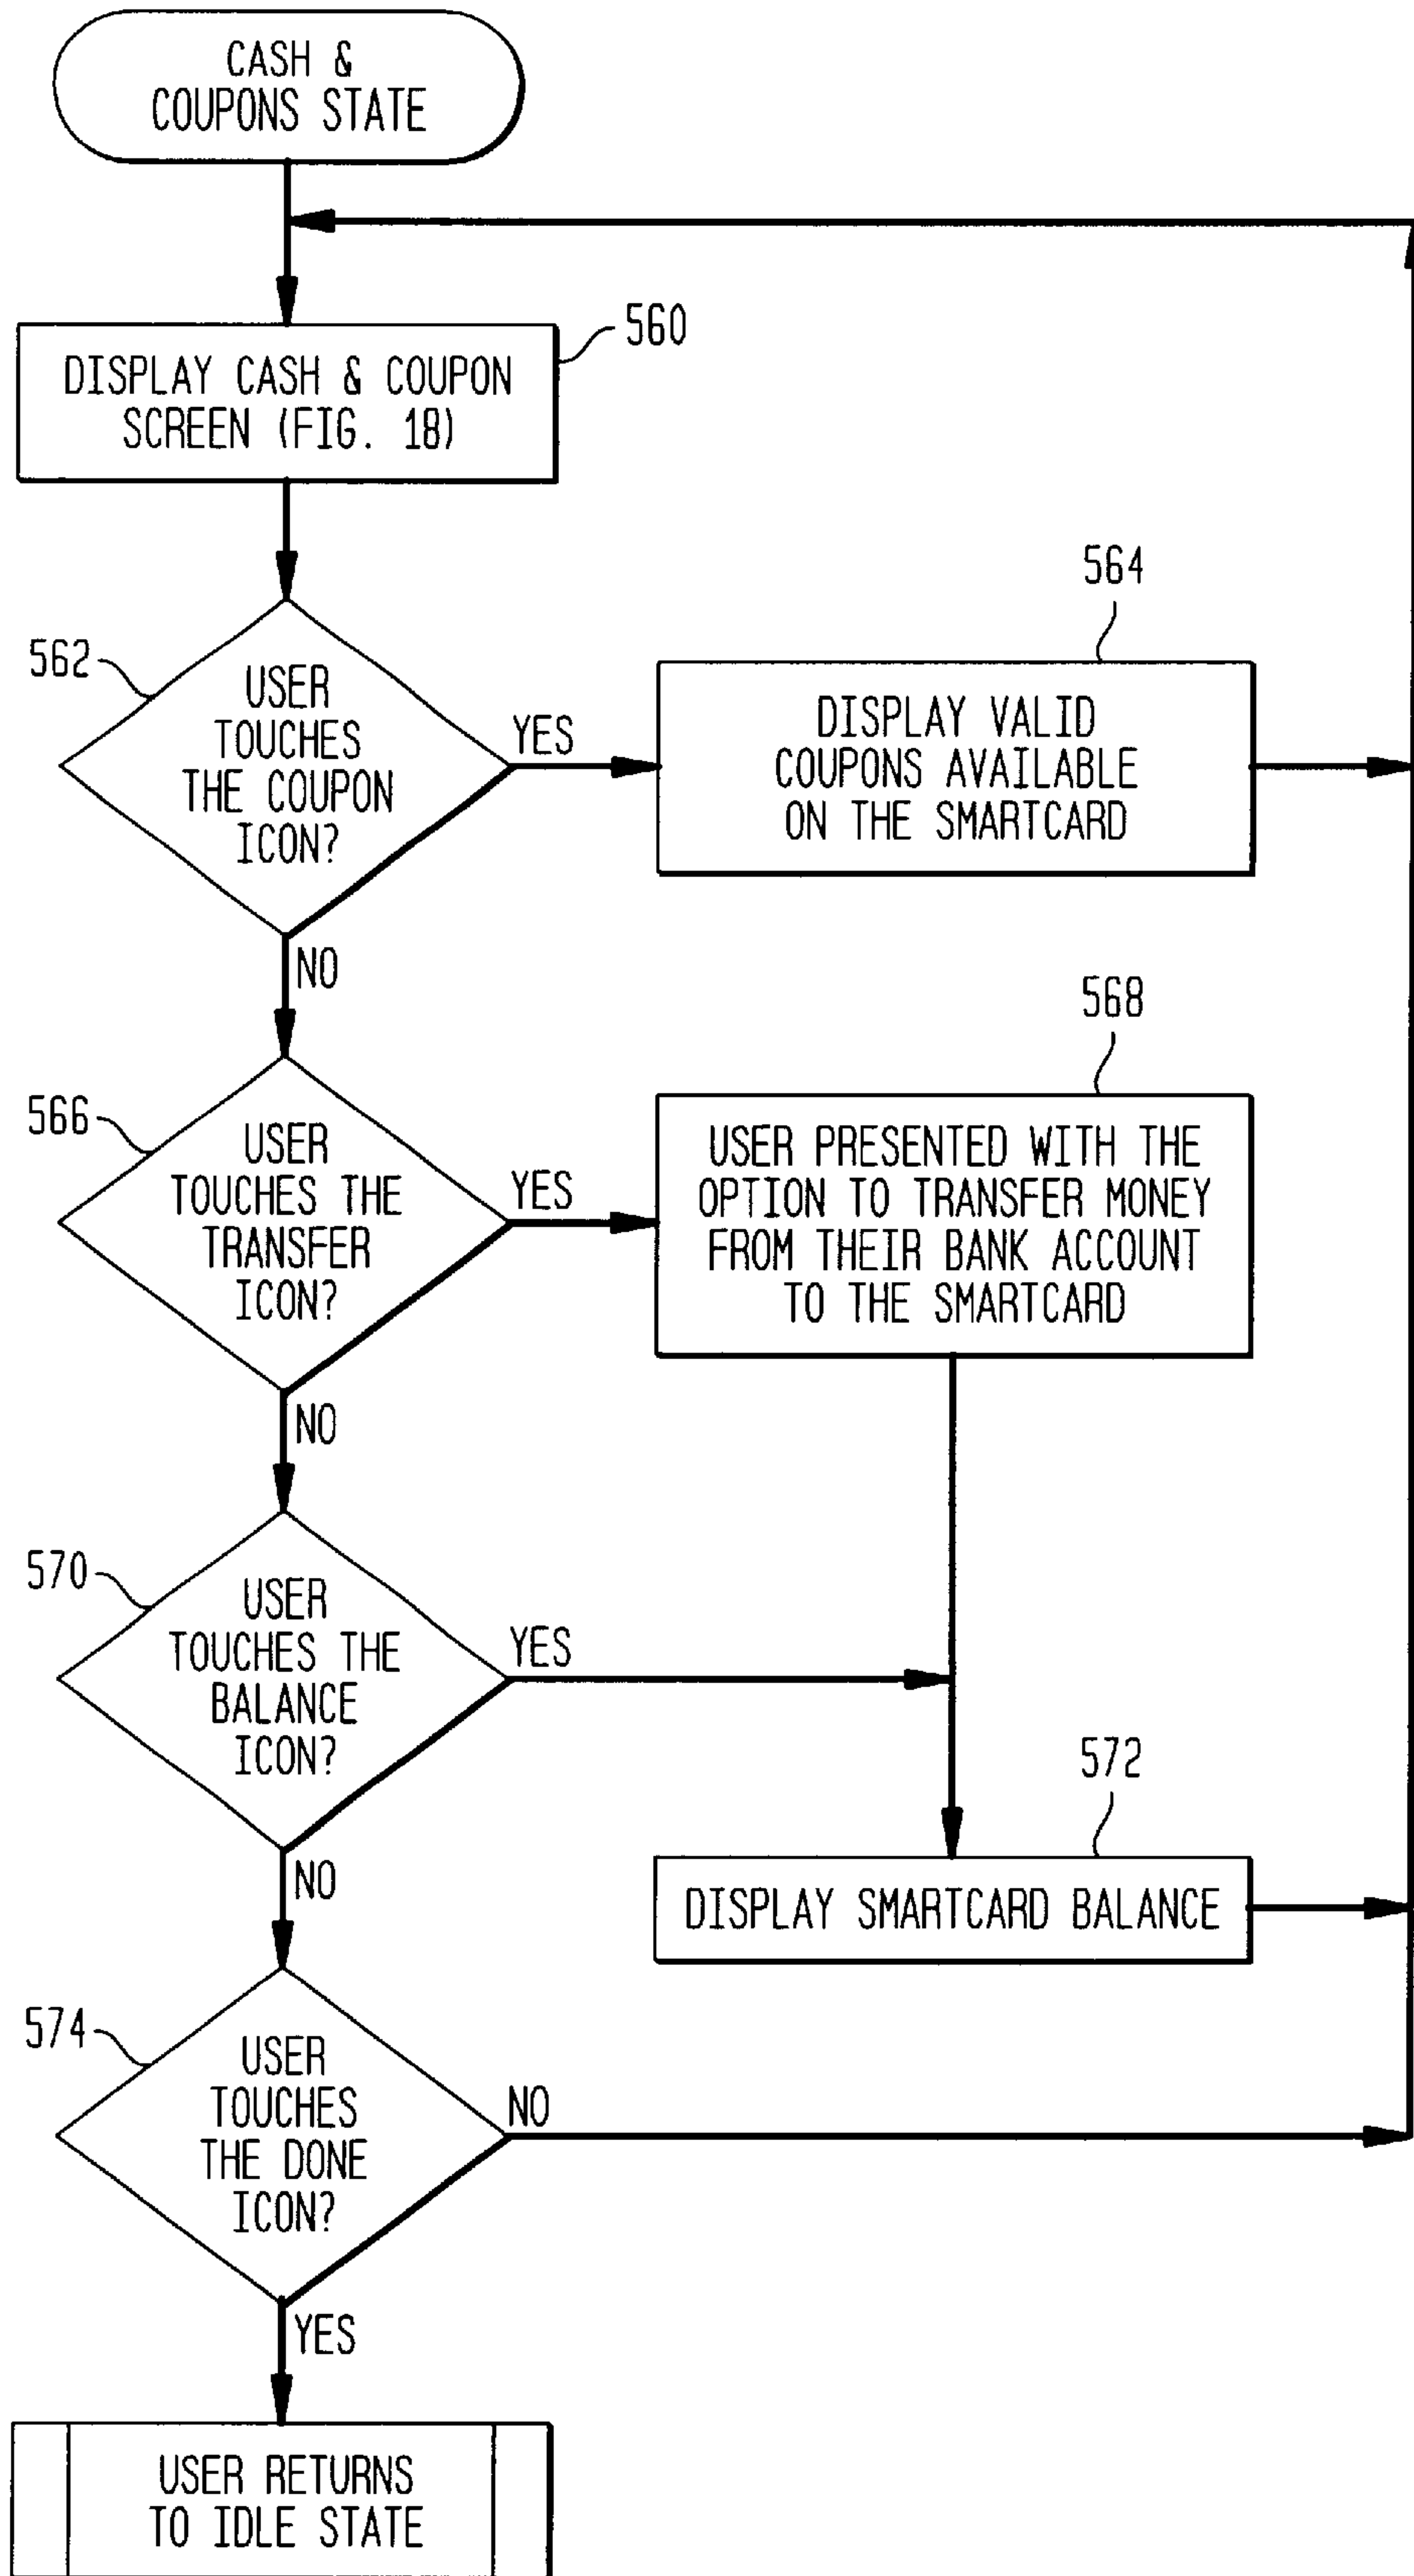 CASH &
COUPONS STATE
560
DISPLAY CASH & COUPON
SCREEN (FIG. 18)
562
USER
TOUCHES
THE COUPON
ICON?
YES
564
DISPLAY VALID
COUPONS AVAILABLE
ON THE SMARTCARD
NO
566
USER
TOUCHES THE
TRANSFER
ICON?
YES
568
USER PRESENTED WITH THE
OPTION TO TRANSFER MONEY
FROM THEIR BANK ACCOUNT
TO THE SMARTCARD
NO
570
USER
TOUCHES THE
BALANCE
ICON?
YES
572
DISPLAY SMARTCARD BALANCE
NO
574
USER
TOUCHES
THE DONE
ICON?
NO
YES
USER RETURNS
TO IDLE STATE